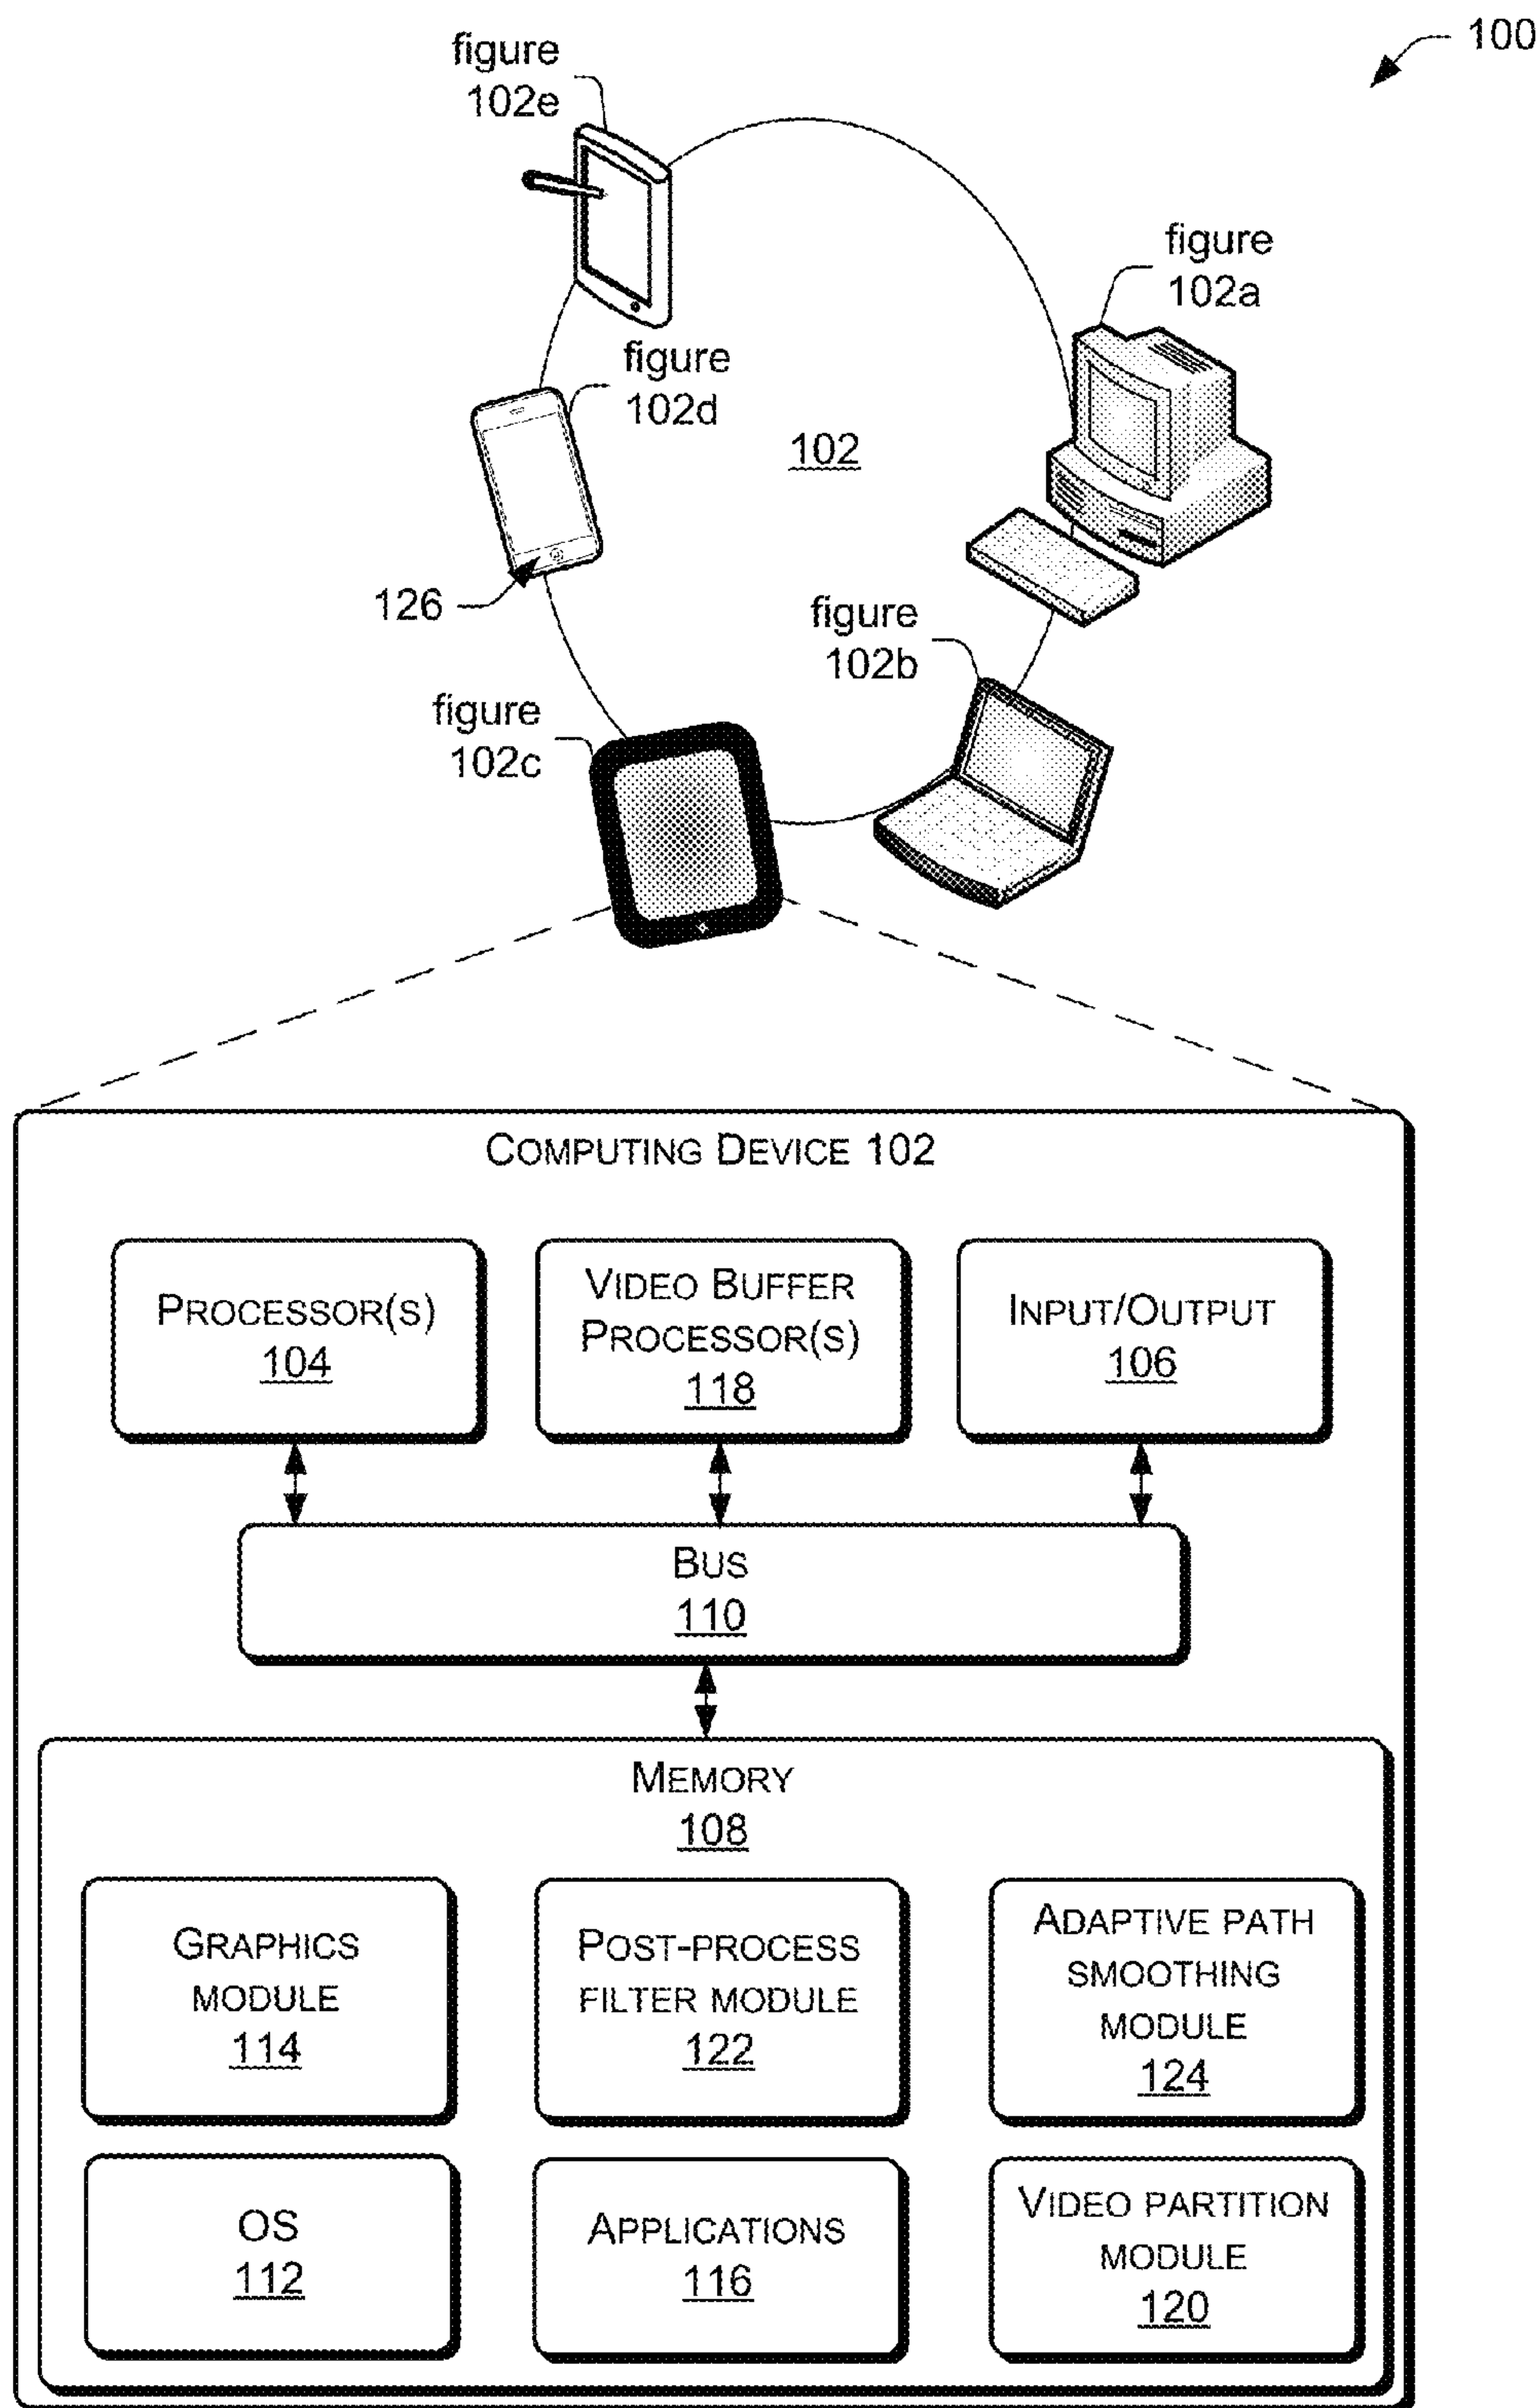 100
figure
102e
figure
102a
figure
102d
102
126
figure
102b
figure
102c
COMPUTING DEVICE 102
PROCESSOR(S)
104
VIDEO BUFFER
PROCESSOR(S)
118
INPUT/OUTPUT
106
BUS
110
MEMORY
108
GRAPHICS
MODULE
114
POST-PROCESS
FILTER MODULE
122
ADAPTIVE PATH
SMOOTHING
MODULE
124
OS
112
APPLICATIONS
116
VIDEO PARTITION
MODULE
120